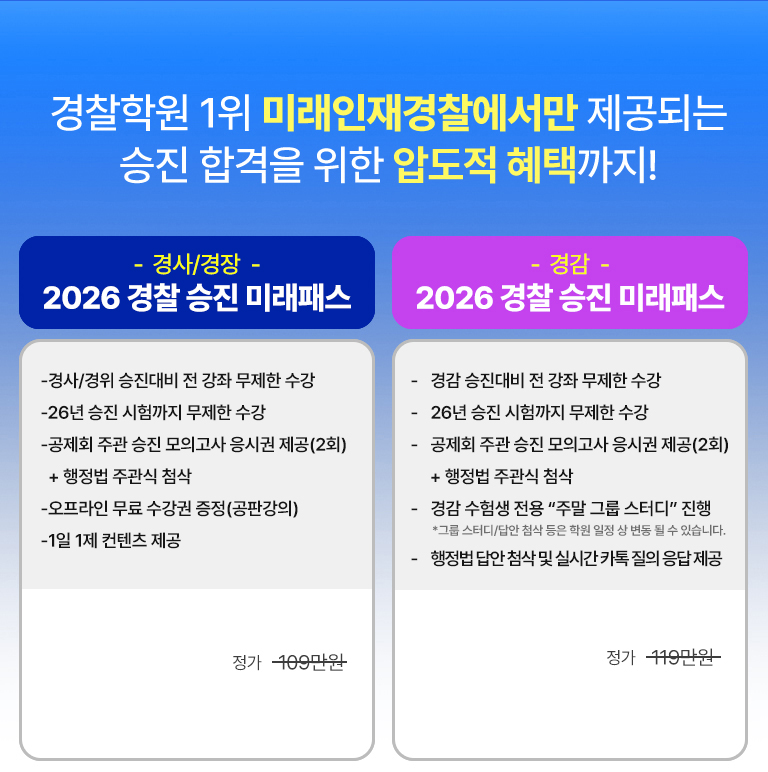 경찰학원 1위 미래인재경찰에서만 제공되는
승진 합격을 위한 압도적 혜택까지!
- 경사/경장 -
2026 경찰 승진 미래패스
-경사/경위 승진대비 전 강좌 무제한 수강
-26년 승진 시험까지 무제한 수강
-공제회 주관 승진 모의고사 응시권 제공(2회)
+ 행정법 주관식 첨삭
-오프라인 무료 수강권 증정(공판강의)
-1일 1제 컨텐츠 제공
정가 109만원
- 경감 -
2026 경찰 승진 미래패스
- 경감 승진대비 전 강좌 무제한 수강
- 26년 승진 시험까지 무제한 수강
- 공제회 주관 승진 모의고사 응시권 제공(2회)
+ 행정법 주관식 첨삭
- 경감 수험생 전용 “주말 그룹 스터디” 진행
*그룹 스터디/답안 첨삭 등은 학원 일정 상 변동 될 수 있습니다.
- 행정법 답안 첨삭 및 실시간 카톡 질의 응답 제공
정가 119만원